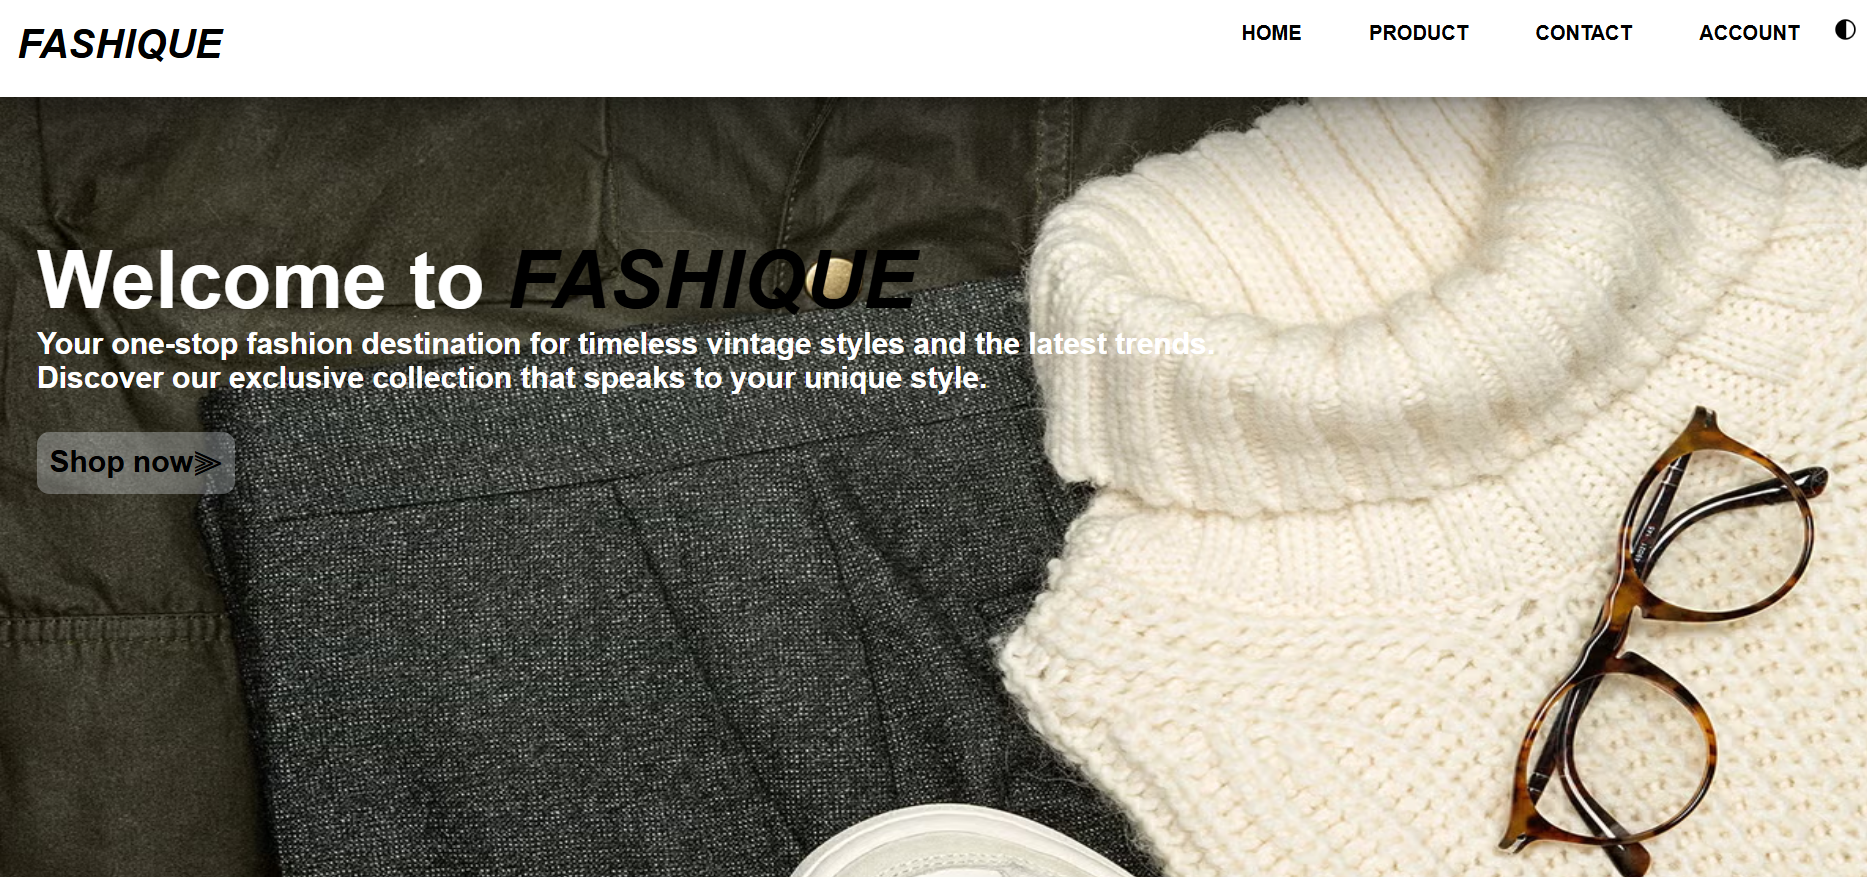 FASHIQUE
HOME PRODUCT CONTACT ACCOUNT
Welcome to FASHIQUE
Your one-stop fashion destination for timeless vintage styles and the latest trends.
Discover our exclusive collection that speaks to your unique style.
Shop now